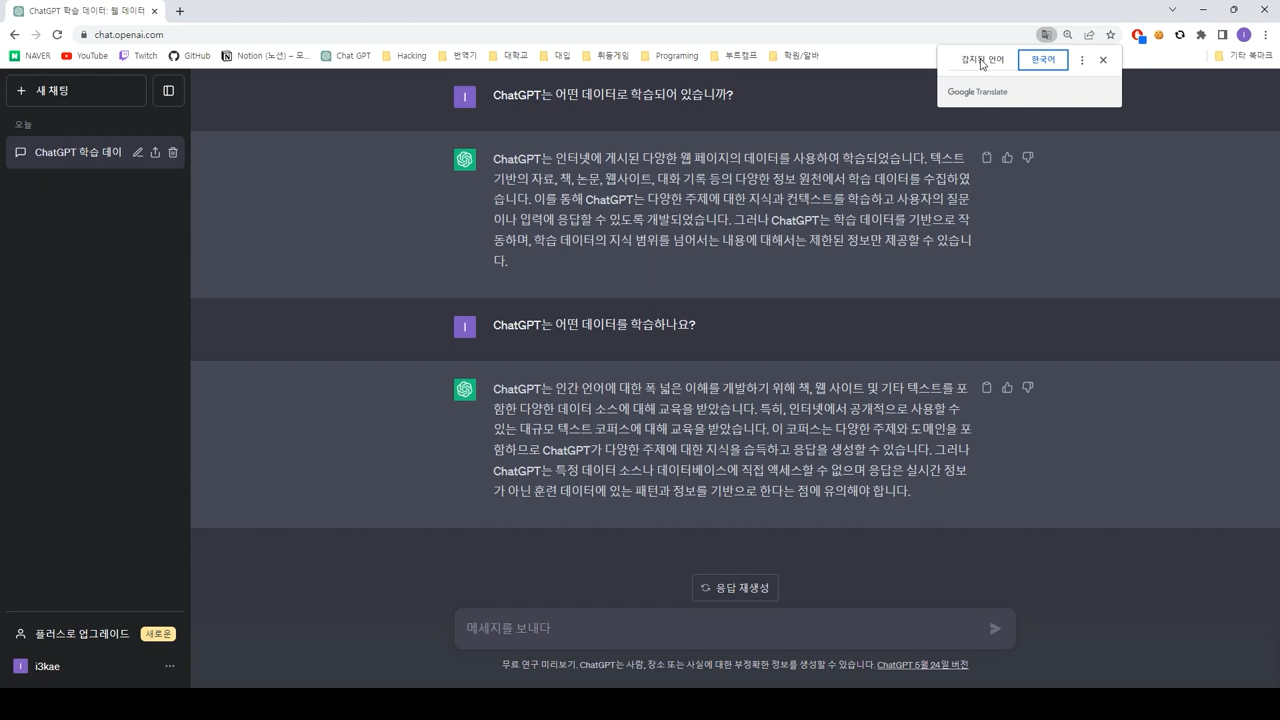 ChatGPT 학습 데이터: 웹 데이터
chat.openai.com
NAVER YouTube Twitch GitHub Notion (노션) – 모... Chat GPT Hacking 번역기 대학교 대입 뤼둥게임 Programing 부트캠프 학원/알바 기타 북마크
감지된 언어 한국어
Google Translate
새 채팅
오늘
ChatGPT 학습 데이
ChatGPT는 어떤 데이터로 학습되어 있습니까?
ChatGPT는 인터넷에 게시된 다양한 웹 페이지의 데이터를 사용하여 학습되었습니다. 텍스트
기반의 자료, 책, 논문, 웹사이트, 대화 기록 등의 다양한 정보 원천에서 학습 데이터를 수집하였
습니다. 이를 통해 ChatGPT는 다양한 주제에 대한 지식과 컨텍스트를 학습하고 사용자의 질문
이나 입력에 응답할 수 있도록 개발되었습니다. 그러나 ChatGPT는 학습 데이터를 기반으로 작
동하며, 학습 데이터의 지식 범위를 넘어서는 내용에 대해서는 제한된 정보만 제공할 수 있습니
다.
ChatGPT는 어떤 데이터를 학습하나요?
ChatGPT는 인간 언어에 대한 폭 넓은 이해를 개발하기 위해 책, 웹 사이트 및 기타 텍스트를 포
함한 다양한 데이터 소스에 대해 교육을 받았습니다. 특히, 인터넷에서 공개적으로 사용할 수
있는 대규모 텍스트 코퍼스에 대해 교육을 받았습니다. 이 코퍼스는 다양한 주제와 도메인을 포
함하므로 ChatGPT가 다양한 주제에 대한 지식을 습득하고 응답을 생성할 수 있습니다. 그러나
ChatGPT는 특정 데이터 소스나 데이터베이스에 직접 액세스할 수 없으며 응답은 실시간 정보
가 아닌 훈련 데이터에 있는 패턴과 정보를 기반으로 한다는 점에 유의해야 합니다.
응답 재생성
메세지를 보내다
무료 연구 미리보기. ChatGPT는 사람, 장소 또는 사실에 대한 부정확한 정보를 생성할 수 있습니다. ChatGPT 5월 24일 버전
플러스로 업그레이드 새로운
I i3kae